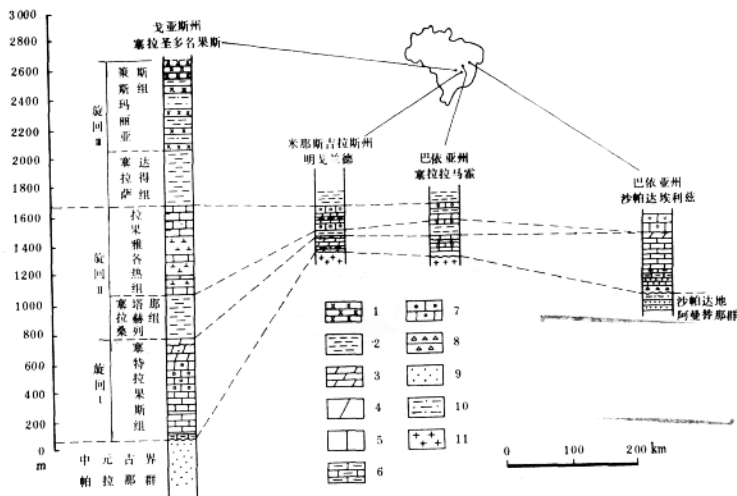 3000
2800
2600
2400
2200
2000
1800
1600
1400
1200
1000
800
600
400
200
0
m
戈亚斯州
塞拉圣多名果斯
旋回Ⅲ
策斯玛丽亚
斯组
塞达
拉得
萨组
旋回Ⅱ
拉果雅各热组
塞塔那
拉赫组
桑列
旋回Ⅰ
塞特拉果斯组
中元古界
帕拉那群
米那斯吉拉斯州
明戈兰德
巴依亚州
塞拉拉马霍
巴依亚州
沙帕达埃利兹
沙帕达地
阿曼替那群
1
2
3
4
5
6
7
8
9
10
11
0 100 200 km